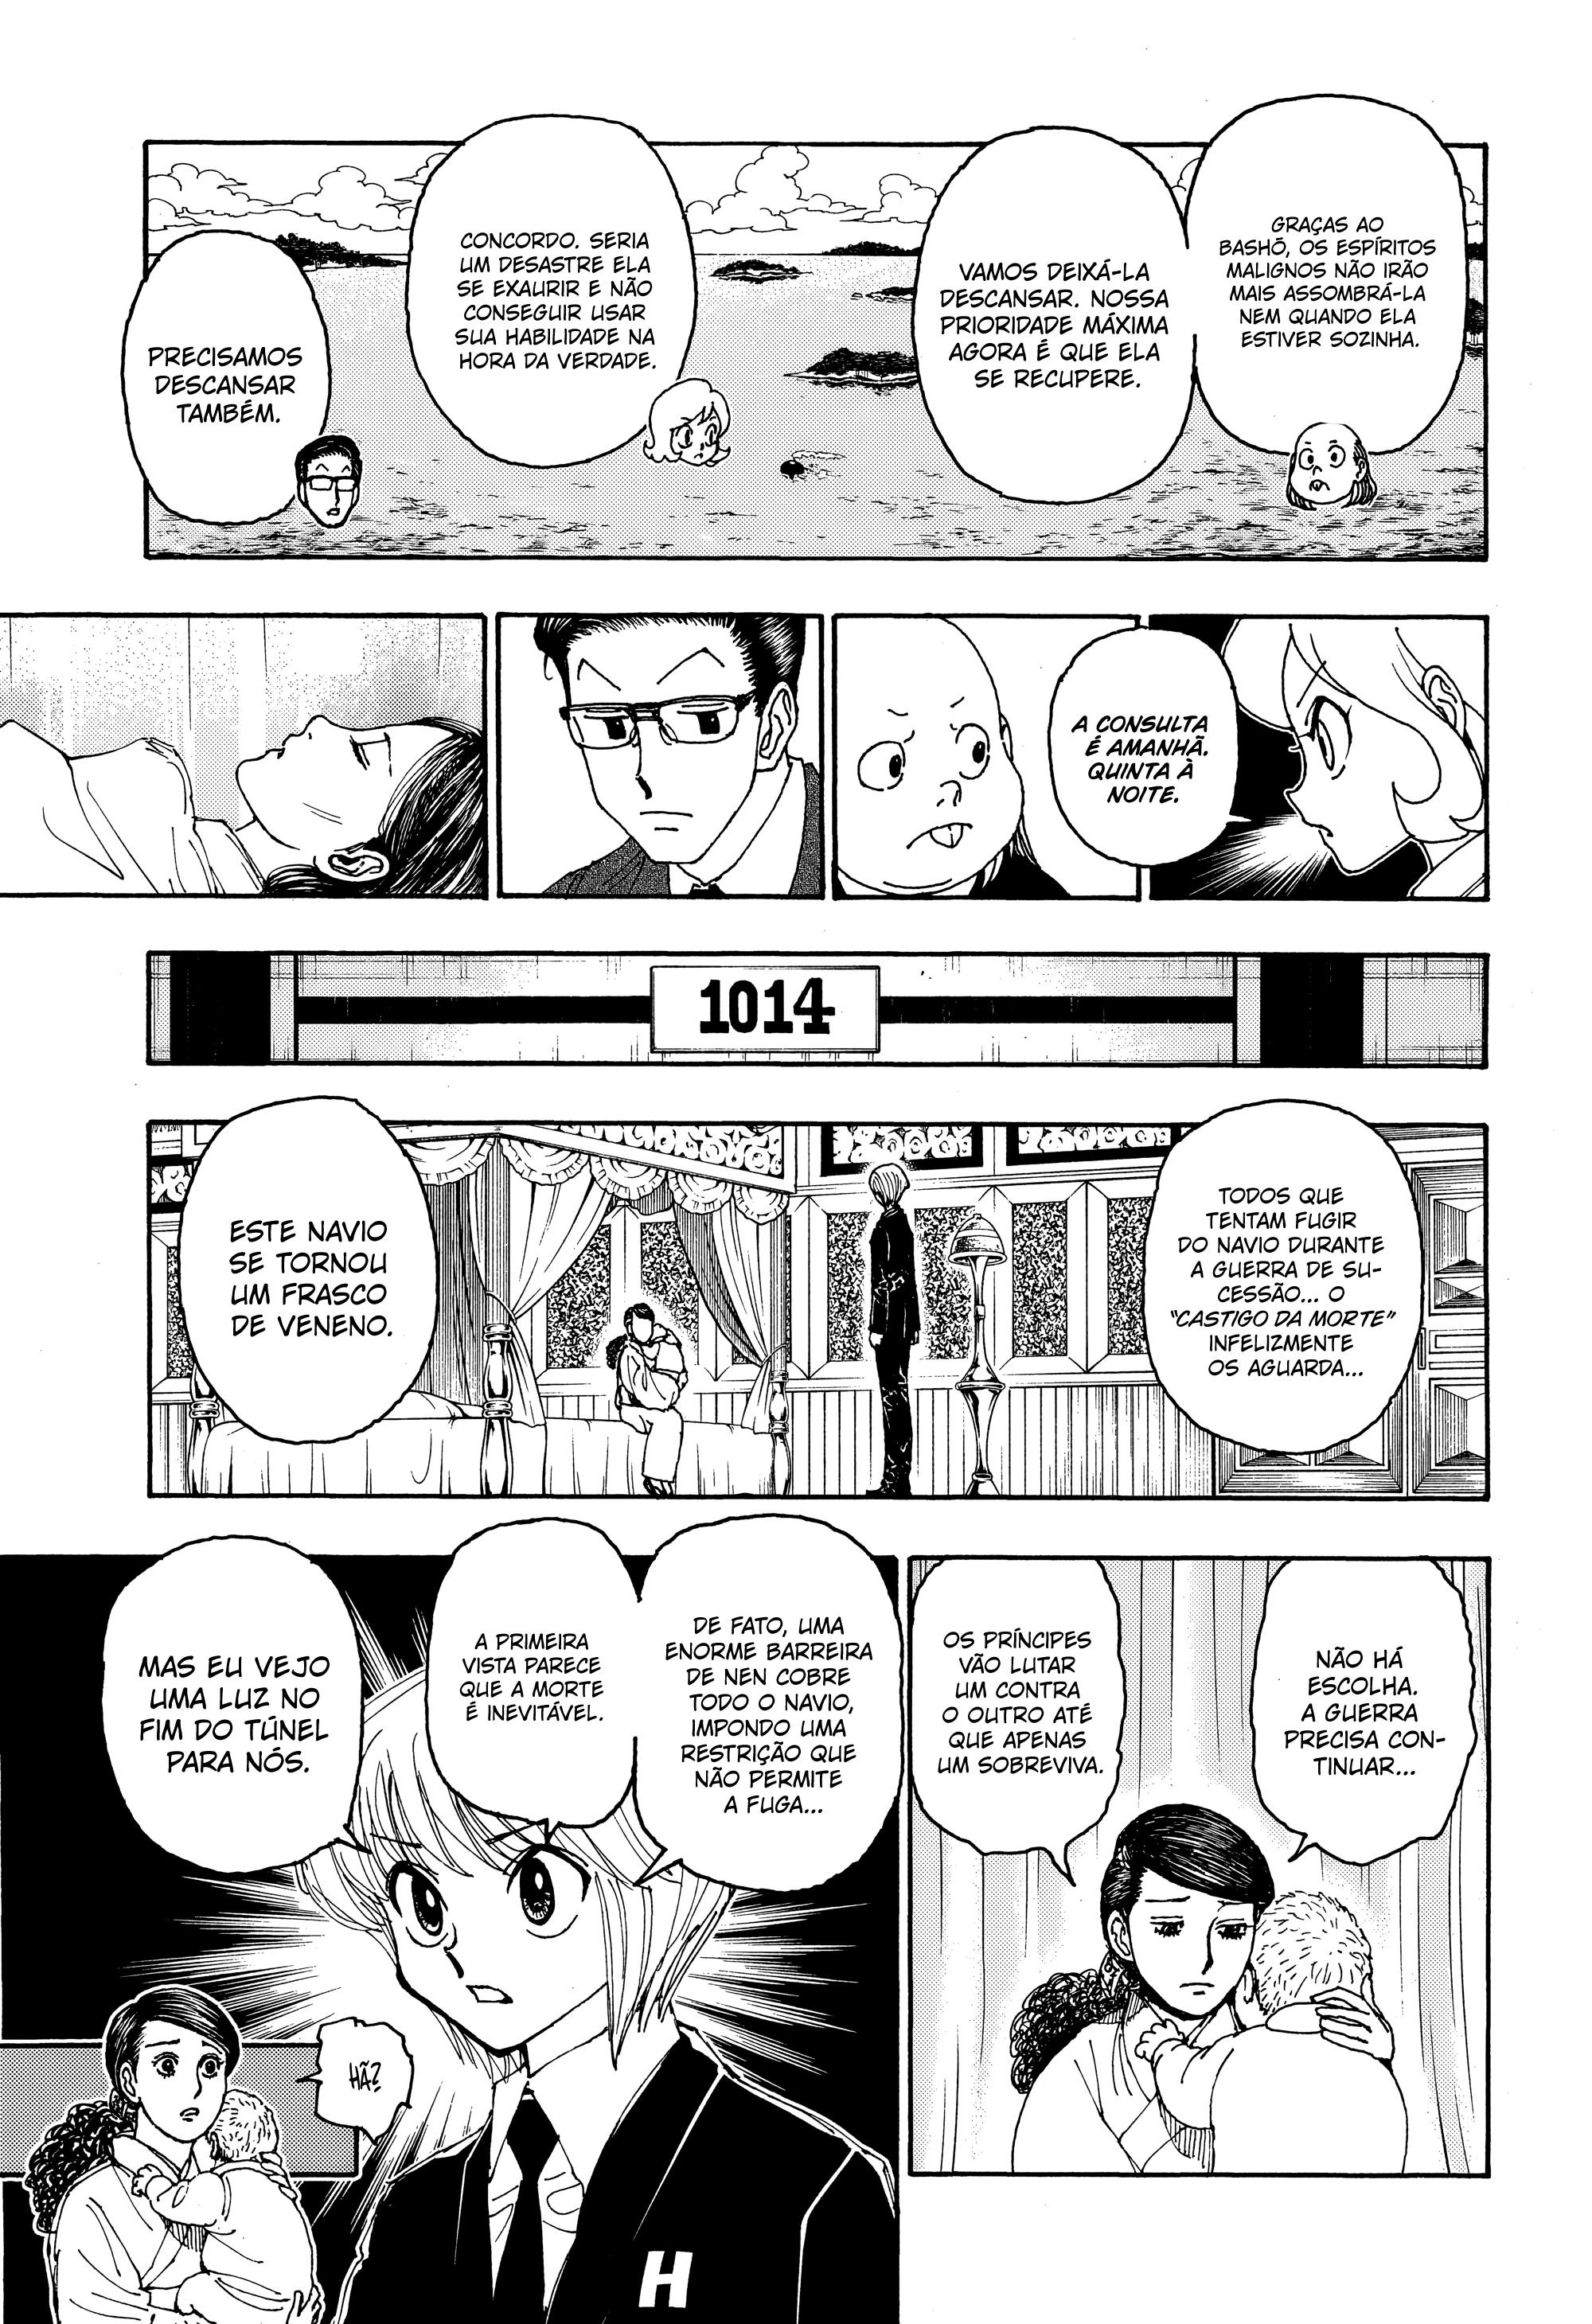 GRAÇAS AO
BASHÔ, OS ESPÍRITOS
MALIGNOS NÃO IRÃO
MAIS ASSOMBRÁ-LA
NEM QUANDO ELA
ESTIVER SOZINHA.
VAMOS DEIXÁ-LA
DESCANSAR. NOSSA
PRIORIDADE MÁXIMA
AGORA É QUE ELA
SE RECUPERE.
CONCORDO. SERIA
UM DESASTRE ELA
SE EXAURIR E NÃO
CONSEGUIR USAR
SUA HABILIDADE NA
HORA DA VERDADE.
PRECISAMOS
DESCANSAR
TAMBÉM.
A CONSULTA
É AMANHÃ.
QUINTA À
NOITE.
1014
TODOS QUE
TENTAM FUGIR
DO NAVIO DURANTE
A GUERRA DE SU-
CESSÃO... O
"CASTIGO DA MORTE"
INFELIZMENTE
OS AGUARDA...
ESTE NAVIO
SE TORNOU
UM FRASCO
DE VENENO.
NÃO HÁ
ESCOLHA.
A GUERRA
PRECISA CON-
TINUAR...
OS PRÍNCIPES
VÃO LUTAR
UM CONTRA
O OUTRO ATÉ
QUE APENAS
UM SOBREVIVA.
DE FATO, UMA
ENORME BARREIRA
DE NEN COBRE
TODO O NAVIO,
IMPONDO UMA
RESTRIÇÃO QUE
NÃO PERMITE
A FUGA...
A PRIMEIRA
VISTA PARECE
QUE A MORTE
É INEVITÁVEL.
MAS EU VEJO
UMA LUZ NO
FIM DO TÚNEL
PARA NÓS.
HÃ?
H